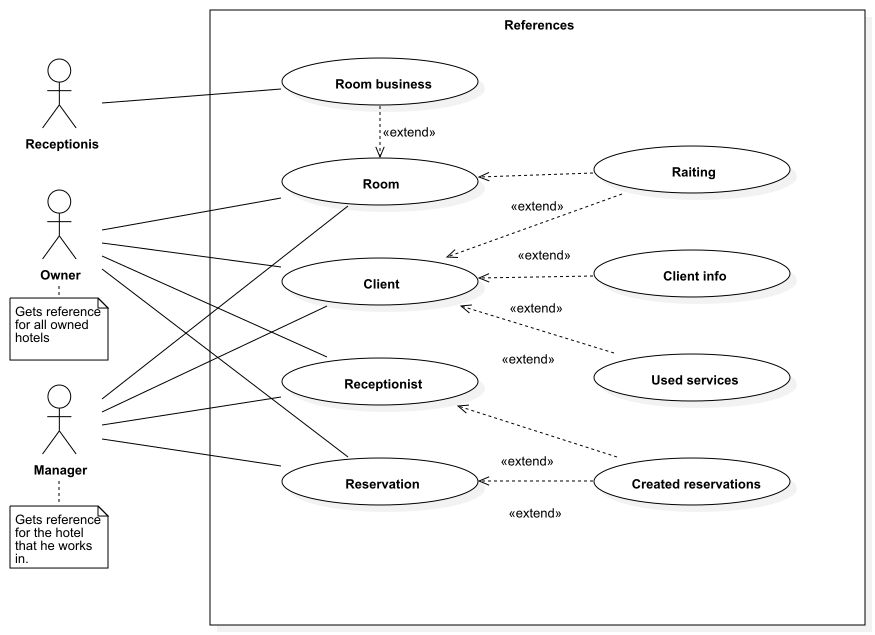 References
Room business
Receptionis
«extend»
Room
Raiting
«extend»
Owner
«extend»
Client
Client info
Gets reference
for all owned
hotels
«extend»
«extend»
Receptionist
Used services
Manager
«extend»
Reservation
Created reservations
«extend»
Gets reference
for the hotel
that he works
in.